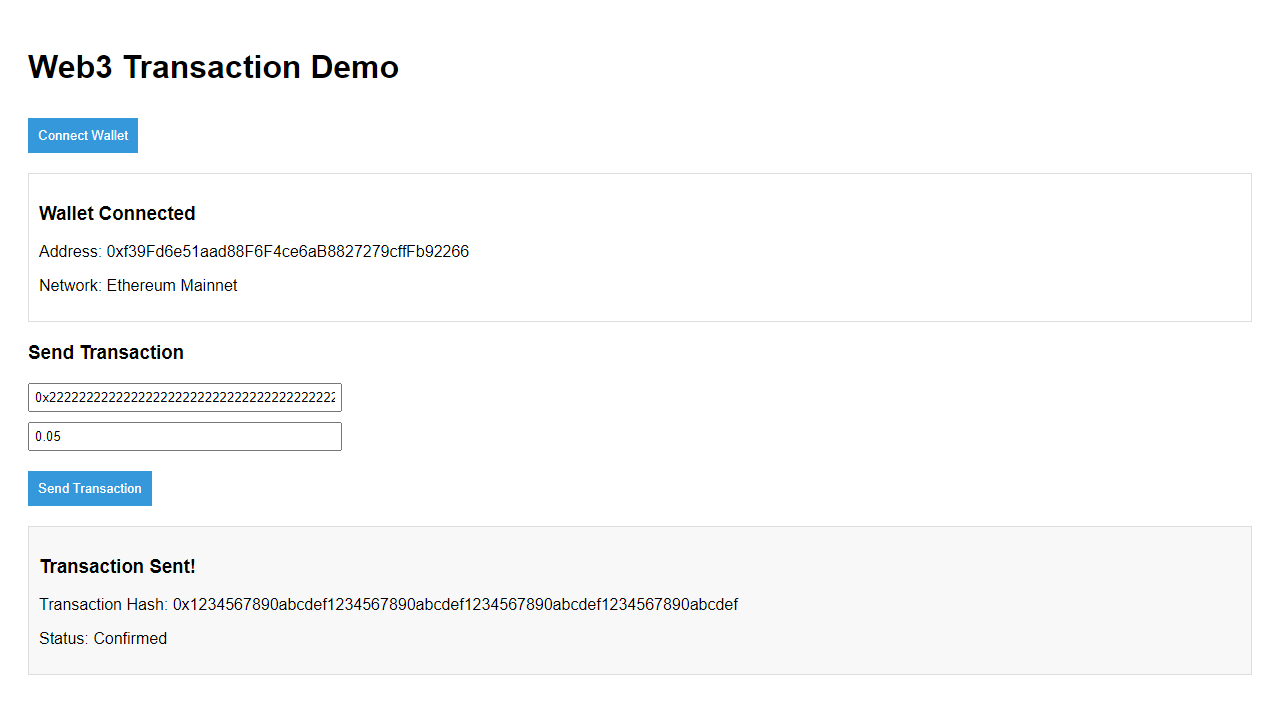 Web3 Transaction Demo
Connect Wallet
Wallet Connected
Address: 0xf39Fd6e51aad88F6F4ce6aB8827279cffFb92266
Network: Ethereum Mainnet
Send Transaction
0x222222222222222222222222222222222222222
0.05
Send Transaction
Transaction Sent!
Transaction Hash: 0x1234567890abcdef1234567890abcdef1234567890abcdef1234567890abcdef
Status: Confirmed